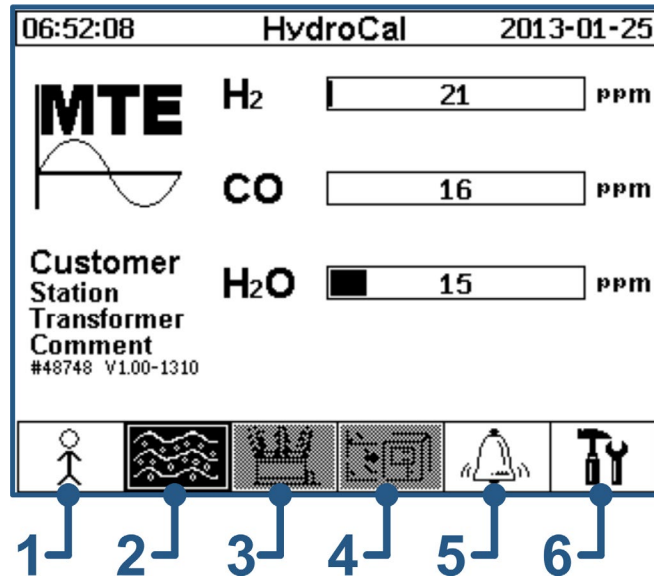 06:52:08 HydroCal 2013-01-25
MTE
H2 21 ppm
CO 16 ppm
H2O 15 ppm
Customer
Station
Transformer
Comment
#48748 V1.00-1310
1 2 3 4 5 6